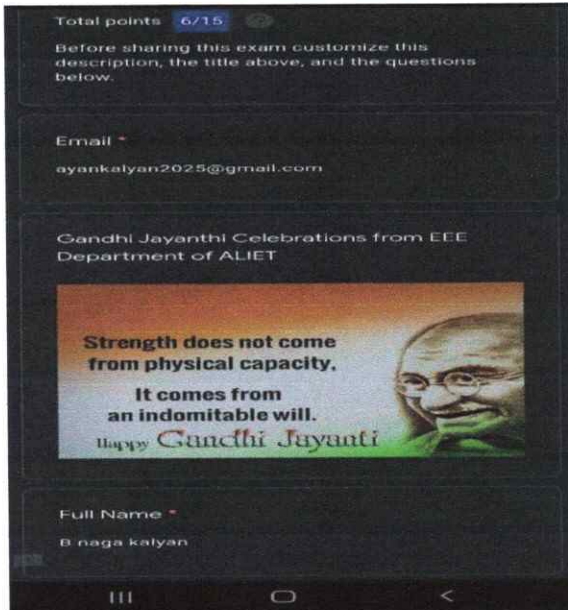 Total points 6/15
Before sharing this exam customize this
description, the title above, and the questions
below.
Email *
ayankalyan2025@gmail.com
Gandhi Jayanthi Celebrations from EEE
Department of ALIET
Strength does not come
from physical capacity,
It comes from
an indomitable will.
Happy Gandhi Jayanti
Full Name *
B naga kalyan